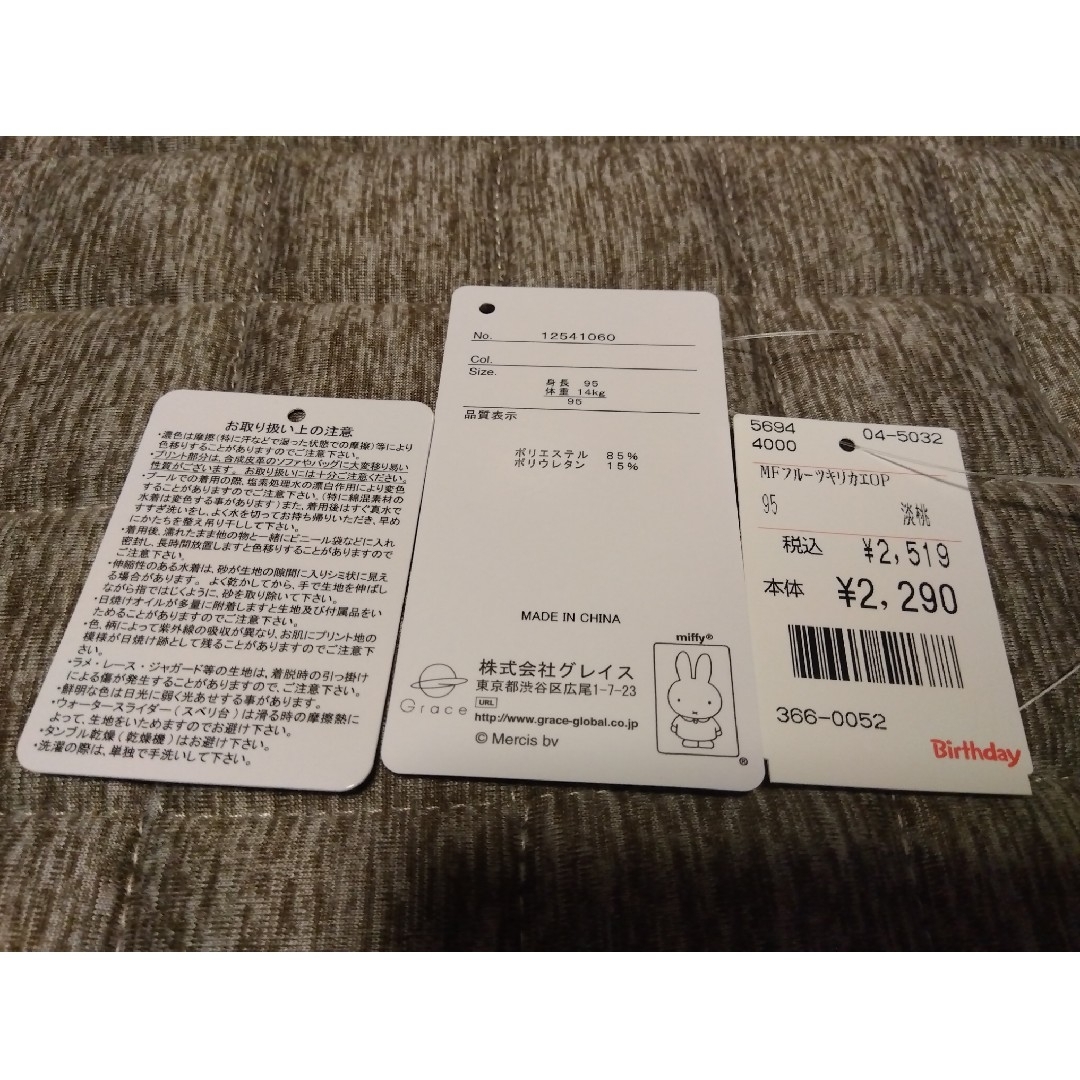 お取り扱い上の注意
・濃色は摩擦(特に汗などで湿った状態での摩擦)等により
色移りすることがありますのでご注意下さい。
・プリント部分は、合成皮革のソファやバッグに大変移り易い
性質がございます。お取り扱いには十分ご注意ください。
・プールでの着用の際、塩素処理水の漂白作用により変色
することがありますのでご注意下さい。(特に綿混素材の
水着は変色する事があります)また、着用後はすぐ真水で
すすぎ洗いをし、よく水を切ってお持ち帰りいただき、早め
にかたちを整え吊り干しして下さい。
・着用後、濡れたまま他の物と一緒にビニール袋などに入れ
密封し、長時間放置しますと色移りすることがありますので
ご注意下さい。
・伸縮性のある水着は、砂が生地の隙間に入りシミ状に見え
る場合があります。よく乾かしてから、手で生地を伸ばし
ながら指ではじくように、砂を取り除いて下さい。
・日焼けオイルが多量に附着しますと生地及び付属品をい
ためることがありますのでご注意下さい。
・色、柄によって紫外線の吸収が異なり、お肌にプリント地の
模様が日焼け跡として残ることがありますのでご注意下
さい。
・ラメ・レース・ジャガード等の生地は、着脱時の引っ掛け
による傷が発生することがありますので、ご注意下さい。
・鮮明な色は日光に弱く光あせする事があります。
・ウォータースライダー(スベリ台)は滑る時の摩擦熱に
よって、生地をいためますのでお避け下さい。
・タンブル乾燥(乾燥機)はお避け下さい。
・洗濯の際は、単独で手洗いして下さい。
No. 12541060
Col.
Size.
身長 95
体重 14kg
95
品質表示
ポリエステル 85%
ポリウレタン 15%
MADE IN CHINA
株式会社グレイス
東京都渋谷区広尾1-7-23
Grace
URL
http://www.grace-global.co.jp
© Mercis bv
miffy®
®
5694 04-5032
4000
MFフルーツキリカエOP
95 淡桃
税込 ¥2,519
本体 ¥2,290
366-0052
Birthday